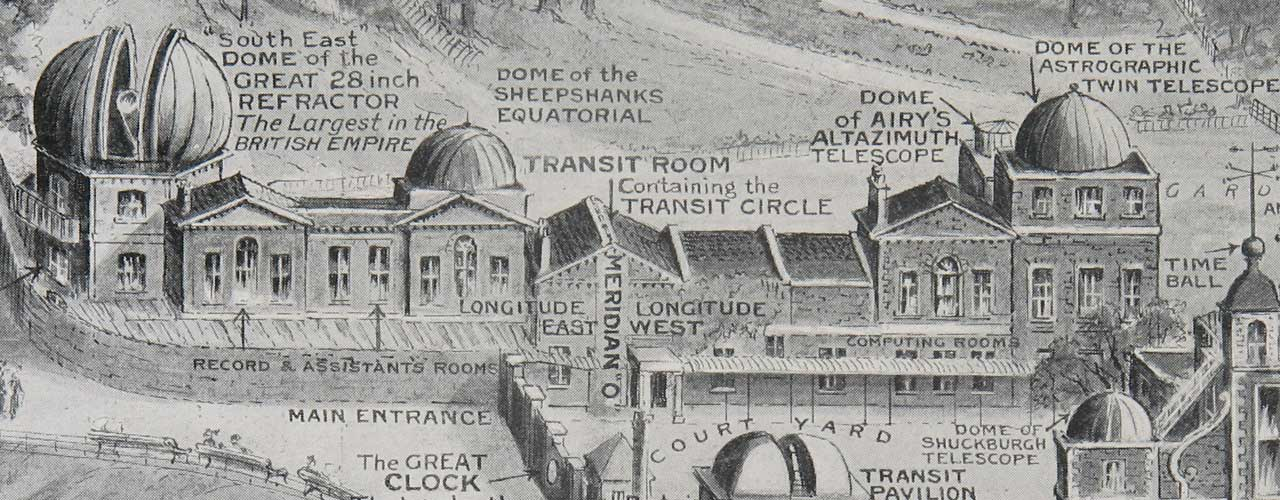 "South East"
DOME of the
GREAT 28 inch
REFRACTOR
The Largest in the
BRITISH EMPIRE
DOME of the
SHEEPSHANKS
EQUATORIAL
TRANSIT ROOM
Containing the
TRANSIT CIRCLE
DOME
of AIRY'S
ALTAZIMUTH
TELESCOPE
DOME OF THE
ASTROGRAPHIC
TWIN TELESCOPE
TIME
BALL
LONGITUDE
EAST
MERIDIAN "O"
LONGITUDE
WEST
COMPUTING ROOMS
RECORD & ASSISTANTS ROOMS
MAIN ENTRANCE
COURT YARD
The GREAT
CLOCK
DOME OF
SHUCKBURGH
TELESCOPE
TRANSIT
PAVILION